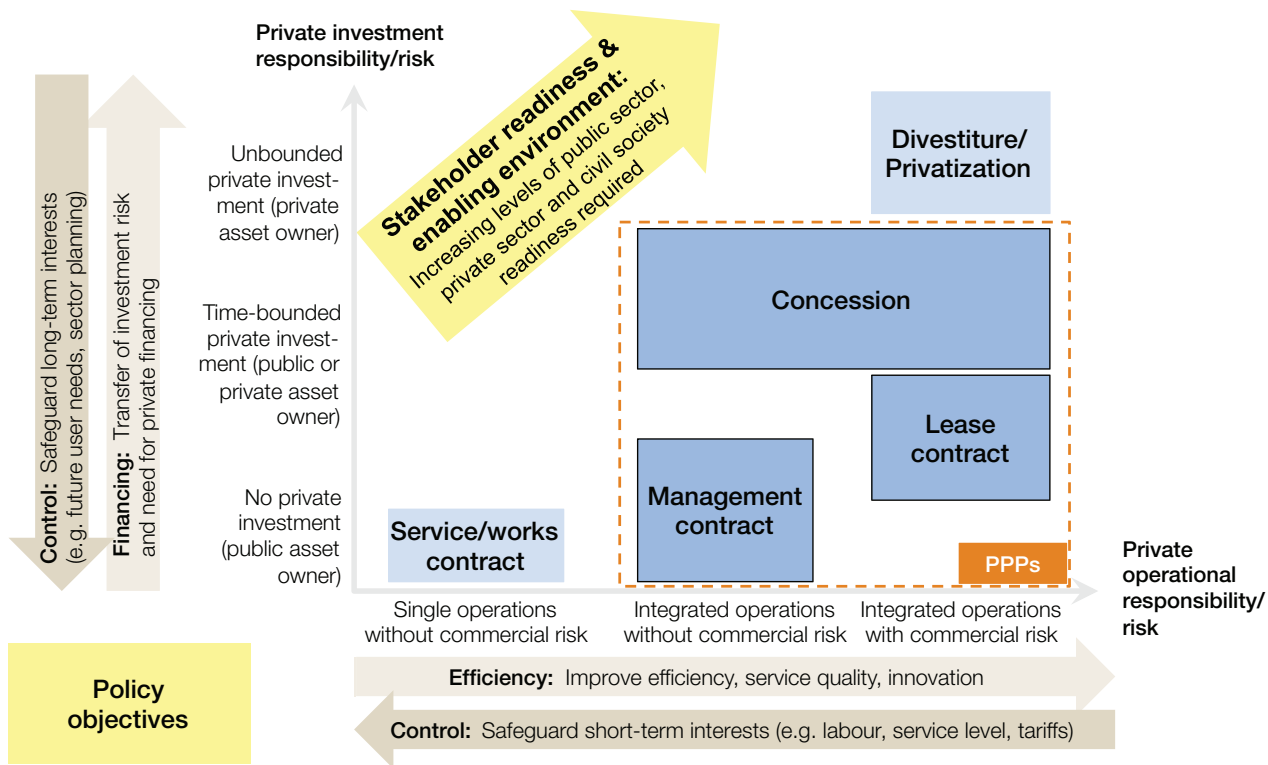 Private investment
responsibility/risk
Stakeholder readiness &
enabling environment:
Increasing levels of public sector,
private sector and civil society
readiness required
Control: Safeguard long-term interests
(e.g. future user needs, sector planning)
Financing: Transfer of investment risk
and need for private financing
Unbounded
private invest-
ment (private
asset owner)
Time-bounded
private invest-
ment (public or
private asset
owner)
No private
investment
(public asset
owner)
Divestiture/
Privatization
Concession
Lease
contract
Management
contract
Service/works
contract
PPPs
Private
operational
responsibility/
risk
Single operations
without commercial risk
Integrated operations
without commercial risk
Integrated operations
with commercial risk
Policy
objectives
Efficiency: Improve efficiency, service quality, innovation
Control: Safeguard short-term interests (e.g. labour, service level, tariffs)